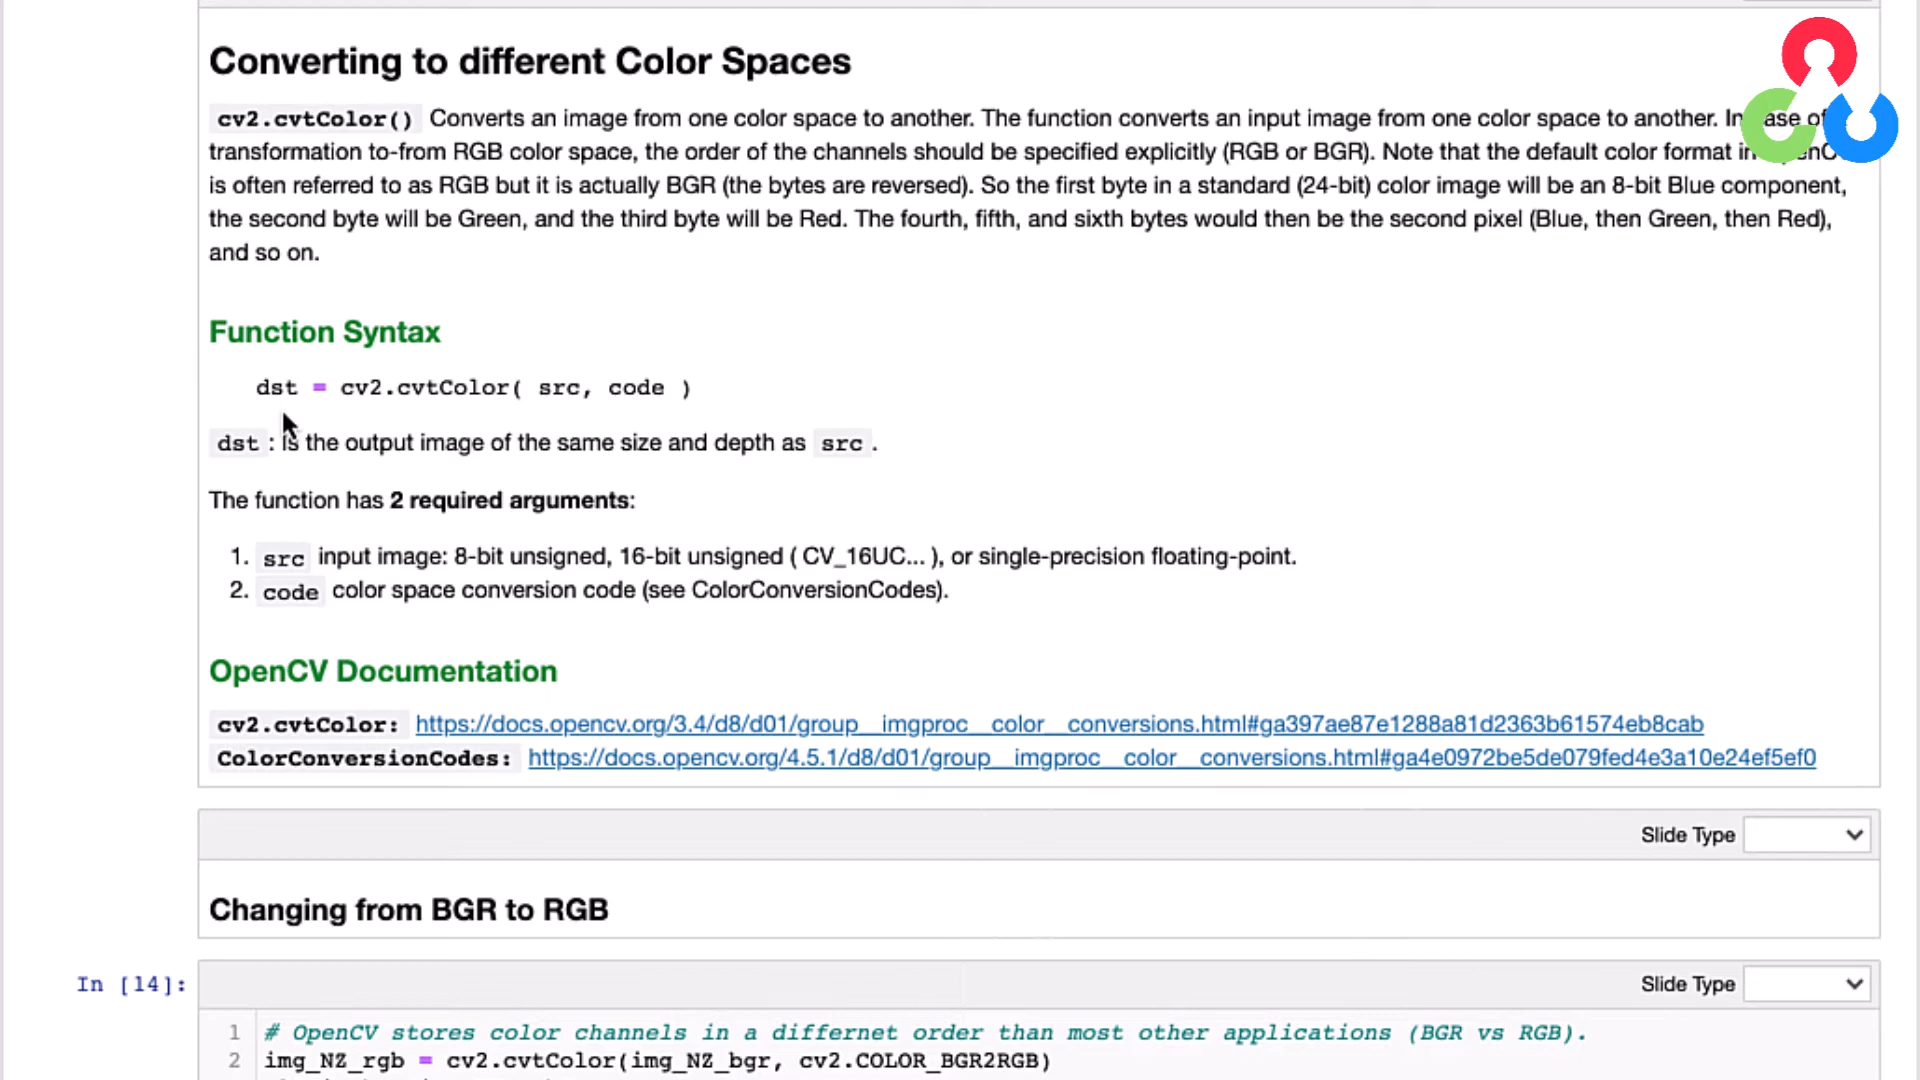 Converting to different Color Spaces
cv2.cvtColor() Converts an image from one color space to another. The function converts an input image from one color space to another. In case of
transformation to-from RGB color space, the order of the channels should be specified explicitly (RGB or BGR). Note that the default color format in OpenC
is often referred to as RGB but it is actually BGR (the bytes are reversed). So the first byte in a standard (24-bit) color image will be an 8-bit Blue component,
the second byte will be Green, and the third byte will be Red. The fourth, fifth, and sixth bytes would then be the second pixel (Blue, then Green, then Red),
and so on.
Function Syntax
dst = cv2.cvtColor( src, code )
dst : is the output image of the same size and depth as src .
The function has 2 required arguments:
1. src input image: 8-bit unsigned, 16-bit unsigned ( CV_16UC... ), or single-precision floating-point.
2. code color space conversion code (see ColorConversionCodes).
OpenCV Documentation
cv2.cvtColor: https://docs.opencv.org/3.4/d8/d01/group__imgproc__color__conversions.html#ga397ae87e1288a81d2363b61574eb8cab
ColorConversionCodes: https://docs.opencv.org/4.5.1/d8/d01/group__imgproc__color__conversions.html#ga4e0972be5de079fed4e3a10e24ef5ef0
Slide Type
Changing from BGR to RGB
In [14]:
Slide Type
1 # OpenCV stores color channels in a differnet order than most other applications (BGR vs RGB).
2 img_NZ_rgb = cv2.cvtColor(img_NZ_bgr, cv2.COLOR_BGR2RGB)